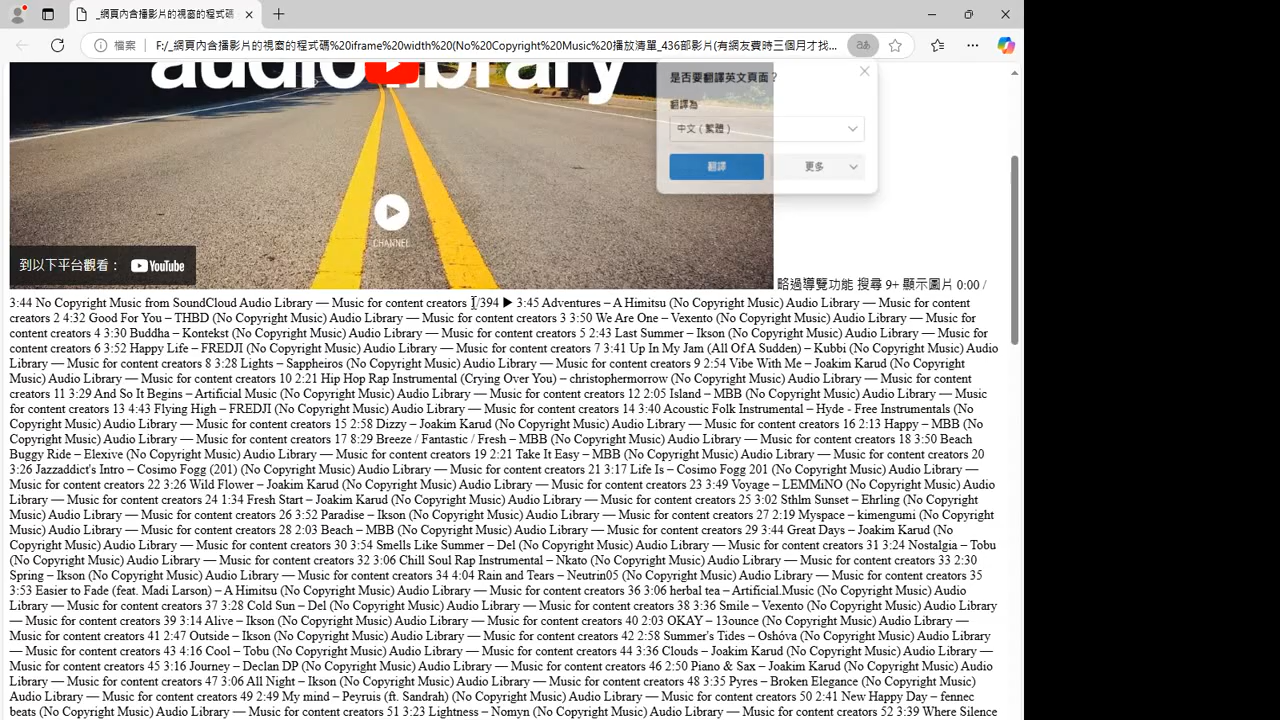 _網頁內含播影片的視窗的程式碼
檔案
F:/_網頁內含播影片的視窗的程式碼%20iframe%20width%20(No%20Copyright%20Music%20播放清單_436部影片(有網友費時三個月才找...
audiolibrary
是否要翻譯英文頁面？
翻譯為
中文（繁體）
翻譯
更多
CHANNEL
到以下平台觀看：
YouTube
略過導覽功能 搜尋 9+ 顯示圖片 0:00 /
3:44 No Copyright Music from SoundCloud Audio Library — Music for content creators 1/394 ▶ 3:45 Adventures – A Himitsu (No Copyright Music) Audio Library — Music for content
creators 2 4:32 Good For You – THBD (No Copyright Music) Audio Library — Music for content creators 3 3:50 We Are One – Vexento (No Copyright Music) Audio Library — Music for
content creators 4 3:30 Buddha – Kontekst (No Copyright Music) Audio Library — Music for content creators 5 2:43 Last Summer – Ikson (No Copyright Music) Audio Library — Music for
content creators 6 3:52 Happy Life – FREDJI (No Copyright Music) Audio Library — Music for content creators 7 3:41 Up In My Jam (All Of A Sudden) – Kubbi (No Copyright Music) Audio
Library — Music for content creators 8 3:28 Lights – Sappheiros (No Copyright Music) Audio Library — Music for content creators 9 2:54 Vibe With Me – Joakim Karud (No Copyright
Music) Audio Library — Music for content creators 10 2:21 Hip Hop Rap Instrumental (Crying Over You) – christophermorrow (No Copyright Music) Audio Library — Music for content
creators 11 3:29 And So It Begins – Artificial Music (No Copyright Music) Audio Library — Music for content creators 12 2:05 Island – MBB (No Copyright Music) Audio Library — Music
for content creators 13 4:43 Flying High – FREDJI (No Copyright Music) Audio Library — Music for content creators 14 3:40 Acoustic Folk Instrumental – Hyde - Free Instrumentals (No
Copyright Music) Audio Library — Music for content creators 15 2:58 Dizzy – Joakim Karud (No Copyright Music) Audio Library — Music for content creators 16 2:13 Happy – MBB (No
Copyright Music) Audio Library — Music for content creators 17 8:29 Breeze / Fantastic / Fresh – MBB (No Copyright Music) Audio Library — Music for content creators 18 3:50 Beach
Buggy Ride – Elexive (No Copyright Music) Audio Library — Music for content creators 19 2:21 Take It Easy – MBB (No Copyright Music) Audio Library — Music for content creators 20
3:26 Jazzaddict's Intro – Cosimo Fogg (201) (No Copyright Music) Audio Library — Music for content creators 21 3:17 Life Is – Cosimo Fogg 201 (No Copyright Music) Audio Library —
Music for content creators 22 3:26 Wild Flower – Joakim Karud (No Copyright Music) Audio Library — Music for content creators 23 3:49 Voyage – LEMMiNO (No Copyright Music) Audio
Library — Music for content creators 24 1:34 Fresh Start – Joakim Karud (No Copyright Music) Audio Library — Music for content creators 25 3:02 Sthlm Sunset – Ehrling (No Copyright
Music) Audio Library — Music for content creators 26 3:52 Paradise – Ikson (No Copyright Music) Audio Library — Music for content creators 27 2:19 Myspace – kimengumi (No Copyright
Music) Audio Library — Music for content creators 28 2:03 Beach – MBB (No Copyright Music) Audio Library — Music for content creators 29 3:44 Great Days – Joakim Karud (No
Copyright Music) Audio Library — Music for content creators 30 3:54 Smells Like Summer – Del (No Copyright Music) Audio Library — Music for content creators 31 3:24 Nostalgia – Tobu
(No Copyright Music) Audio Library — Music for content creators 32 3:06 Chill Soul Rap Instrumental – Nkato (No Copyright Music) Audio Library — Music for content creators 33 2:30
Spring – Ikson (No Copyright Music) Audio Library — Music for content creators 34 4:04 Rain and Tears – Neutrin05 (No Copyright Music) Audio Library — Music for content creators 35
3:53 Easier to Fade (feat. Madi Larson) – A Himitsu (No Copyright Music) Audio Library — Music for content creators 36 3:06 herbal tea – Artificial.Music (No Copyright Music) Audio
Library — Music for content creators 37 3:28 Cold Sun – Del (No Copyright Music) Audio Library — Music for content creators 38 3:36 Smile – Vexento (No Copyright Music) Audio Library
— Music for content creators 39 3:14 Alive – Ikson (No Copyright Music) Audio Library — Music for content creators 40 2:03 OKAY – 13ounce (No Copyright Music) Audio Library —
Music for content creators 41 2:47 Outside – Ikson (No Copyright Music) Audio Library — Music for content creators 42 2:58 Summer's Tides – Oshóva (No Copyright Music) Audio Library
— Music for content creators 43 4:16 Cool – Tobu (No Copyright Music) Audio Library — Music for content creators 44 3:36 Clouds – Joakim Karud (No Copyright Music) Audio Library —
Music for content creators 45 3:16 Journey – Declan DP (No Copyright Music) Audio Library — Music for content creators 46 2:50 Piano & Sax – Joakim Karud (No Copyright Music) Audio
Library — Music for content creators 47 3:06 All Night – Ikson (No Copyright Music) Audio Library — Music for content creators 48 3:35 Pyres – Broken Elegance (No Copyright Music)
Audio Library — Music for content creators 49 2:49 My mind – Peyruis (ft. Sandrah) (No Copyright Music) Audio Library — Music for content creators 50 2:41 New Happy Day – fennec
beats (No Copyright Music) Audio Library — Music for content creators 51 3:23 Lightness – Nomyn (No Copyright Music) Audio Library — Music for content creators 52 3:39 Where Silence